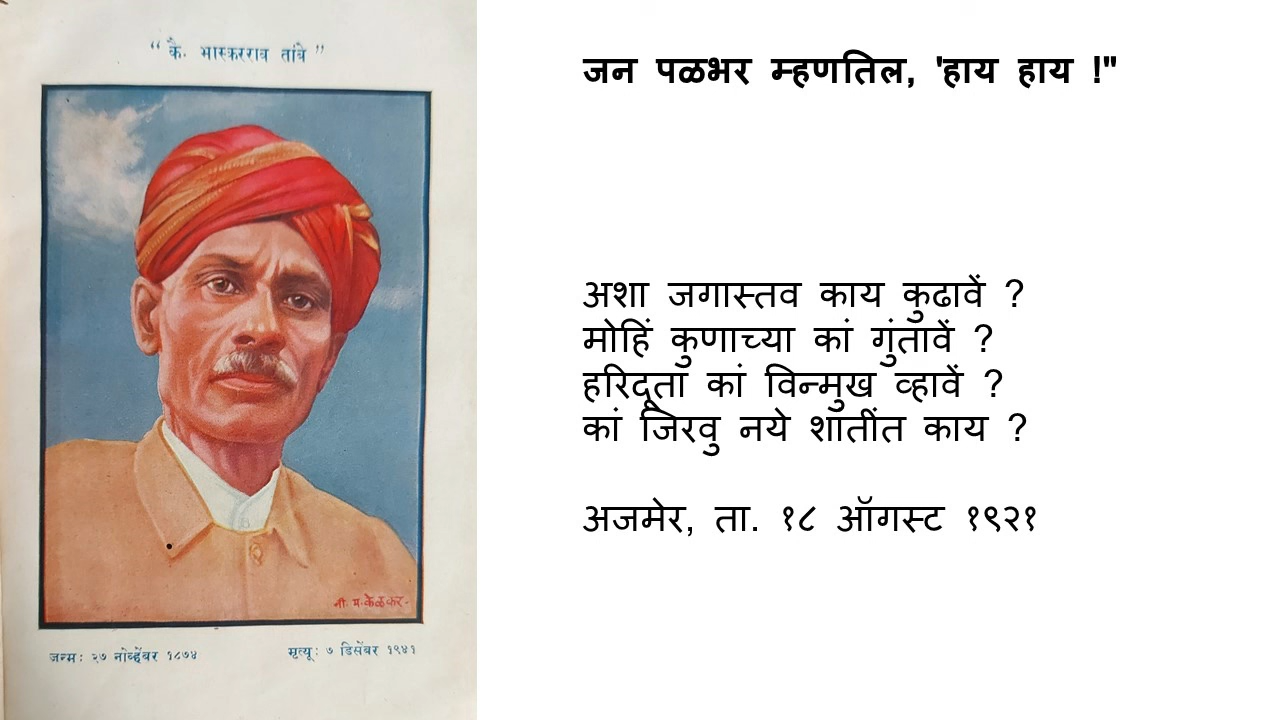 “ कै. भास्करराव तांबे ”
नी. म. केळकर.
जन्म: २७ नोव्हेंबर १८७४
मृत्यू: ७ डिसेंबर १९४१
जन पळभर म्हणतिल, 'हाय हाय !"
अशा जगास्तव काय कुढावें ?
मोहिं कुणाच्या कां गुंतावें ?
हरिदूता कां विन्मुख व्हावें ?
कां जिरवु नये शातींत काय ?
अजमेर, ता. १८ ऑगस्ट १९२१